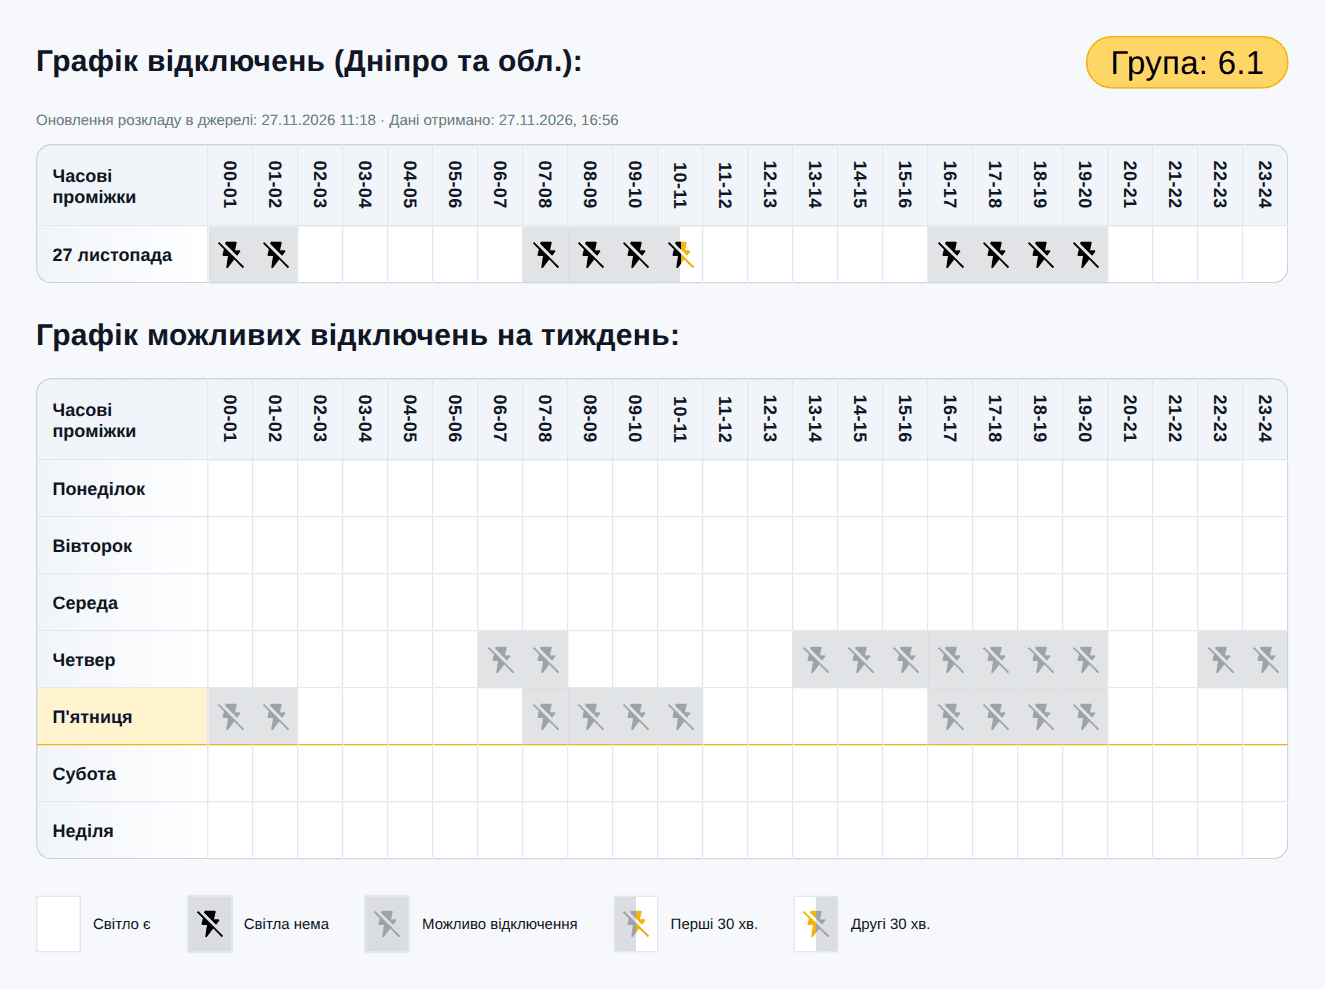 Графік відключень (Дніпро та обл.):
Група: 6.1
Оновлення розкладу в джерелі: 27.11.2026 11:18 · Дані отримано: 27.11.2026, 16:56
Часові
проміжки
00-01 01-02 02-03 03-04 04-05 05-06 06-07 07-08 08-09 09-10 10-11 11-12 12-13 13-14 14-15 15-16 16-17 17-18 18-19 19-20 20-21 21-22 22-23 23-24
27 листопада
Графік можливих відключень на тиждень:
Часові
проміжки
00-01 01-02 02-03 03-04 04-05 05-06 06-07 07-08 08-09 09-10 10-11 11-12 12-13 13-14 14-15 15-16 16-17 17-18 18-19 19-20 20-21 21-22 22-23 23-24
Понеділок
Вівторок
Середа
Четвер
П'ятниця
Субота
Неділя
Світло є
Світла нема
Можливо відключення
Перші 30 хв.
Другі 30 хв.